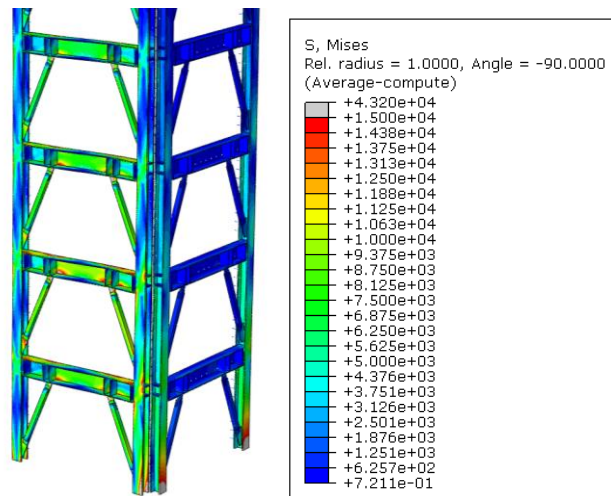 S, Mises
Rel. radius = 1.0000, Angle = -90.0000
(Average-compute)
+4.320e+04
+1.500e+04
+1.438e+04
+1.375e+04
+1.313e+04
+1.250e+04
+1.188e+04
+1.125e+04
+1.063e+04
+1.000e+04
+9.375e+03
+8.750e+03
+8.125e+03
+7.500e+03
+6.875e+03
+6.250e+03
+5.625e+03
+5.000e+03
+4.376e+03
+3.751e+03
+3.126e+03
+2.501e+03
+1.876e+03
+1.251e+03
+6.257e+02
+7.211e-01